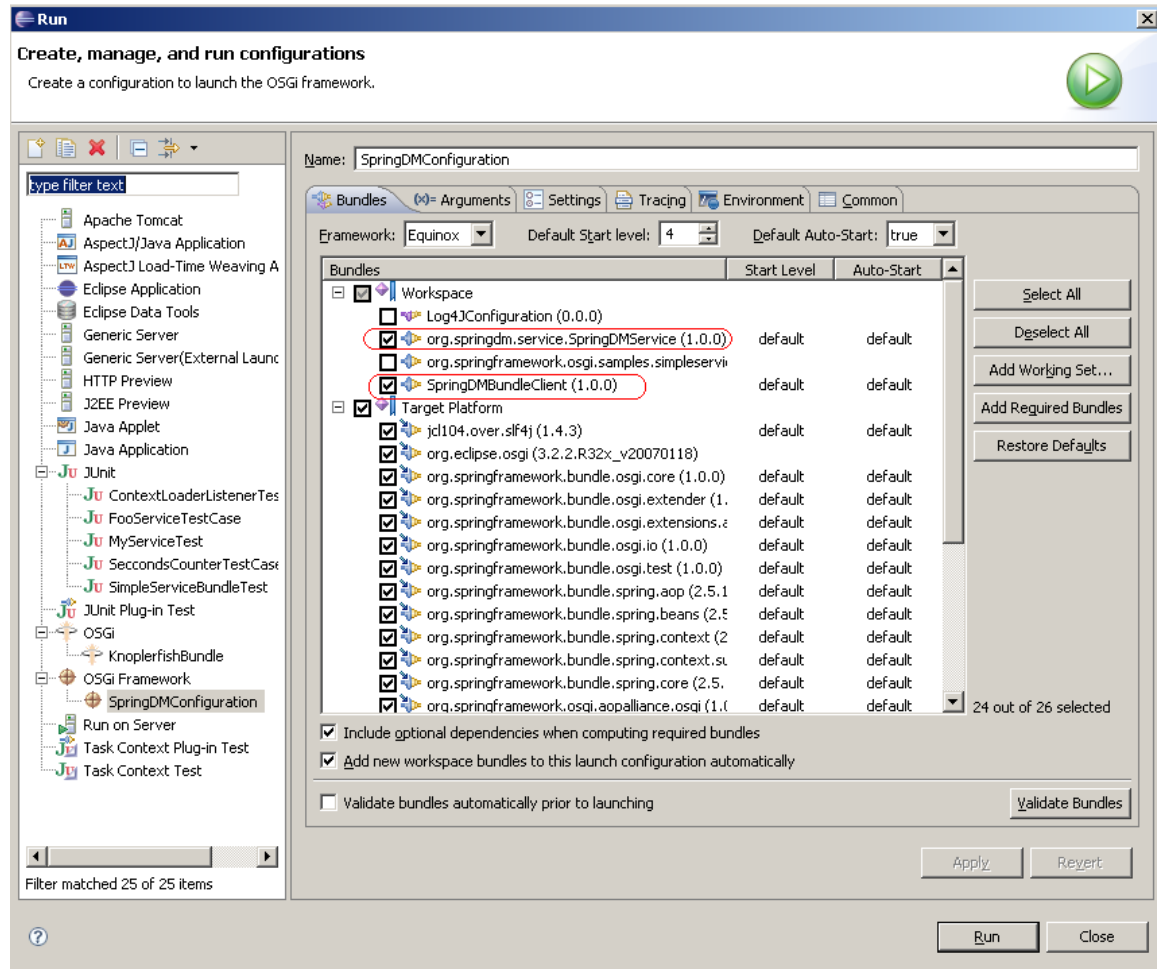 Run
Create, manage, and run configurations
Create a configuration to launch the OSGi framework.
type filter text
Apache Tomcat
AspectJ/Java Application
AspectJ Load-Time Weaving A
Eclipse Application
Eclipse Data Tools
Generic Server
Generic Server(External Launc
HTTP Preview
J2EE Preview
Java Applet
Java Application
JUnit
ContextLoaderListenerTes
FooServiceTestCase
MyServiceTest
SeccondsCounterTestCase
SimpleServiceBundleTest
JUnit Plug-in Test
OSGi
KnoplerfishBundle
OSGi Framework
SpringDMConfiguration
Run on Server
Task Context Plug-in Test
Task Context Test
Filter matched 25 of 25 items
Name: SpringDMConfiguration
Bundles (x)= Arguments Settings Tracing Environment Common
Framework: Equinox Default Start level: 4 Default Auto-Start: true
Bundles Start Level Auto-Start
Workspace
Log4JConfiguration (0.0.0)
org.springdm.service.SpringDMService (1.0.0) default default
org.springframework.osgi.samples.simpleservi
SpringDMBundleClient (1.0.0) default default
Target Platform
jcl104.over.slf4j (1.4.3) default default
org.eclipse.osgi (3.2.2.R32x_v20070118)
org.springframework.bundle.osgi.core (1.0.0) default default
org.springframework.bundle.osgi.extender (1. default default
org.springframework.bundle.osgi.extensions.a default default
org.springframework.bundle.osgi.io (1.0.0) default default
org.springframework.bundle.osgi.test (1.0.0) default default
org.springframework.bundle.spring.aop (2.5.1 default default
org.springframework.bundle.spring.beans (2.5 default default
org.springframework.bundle.spring.context (2 default default
org.springframework.bundle.spring.context.su default default
org.springframework.bundle.spring.core (2.5. default default
org.springframework.osgi.aopalliance.osgi (1.0 default default
Select All
Deselect All
Add Working Set...
Add Required Bundles
Restore Defaults
24 out of 26 selected
Include optional dependencies when computing required bundles
Add new workspace bundles to this launch configuration automatically
Validate bundles automatically prior to launching
Validate Bundles
Apply Revert
Run Close